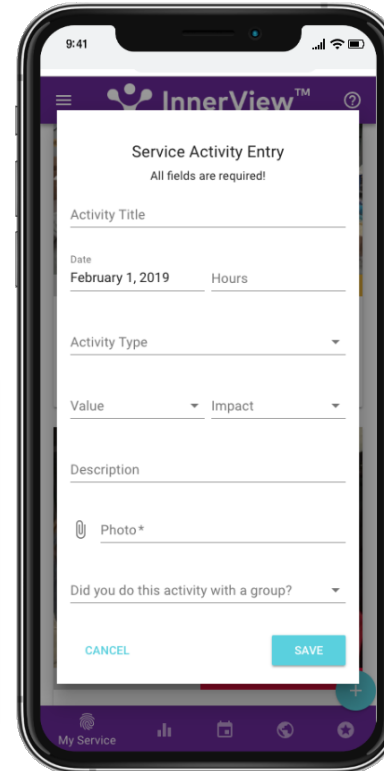 9:41
InnerView™
Service Activity Entry
All fields are required!
Activity Title
Date
February 1, 2019
Hours
Activity Type
Value
Impact
Description
Photo*
Did you do this activity with a group?
CANCEL
SAVE
My Service